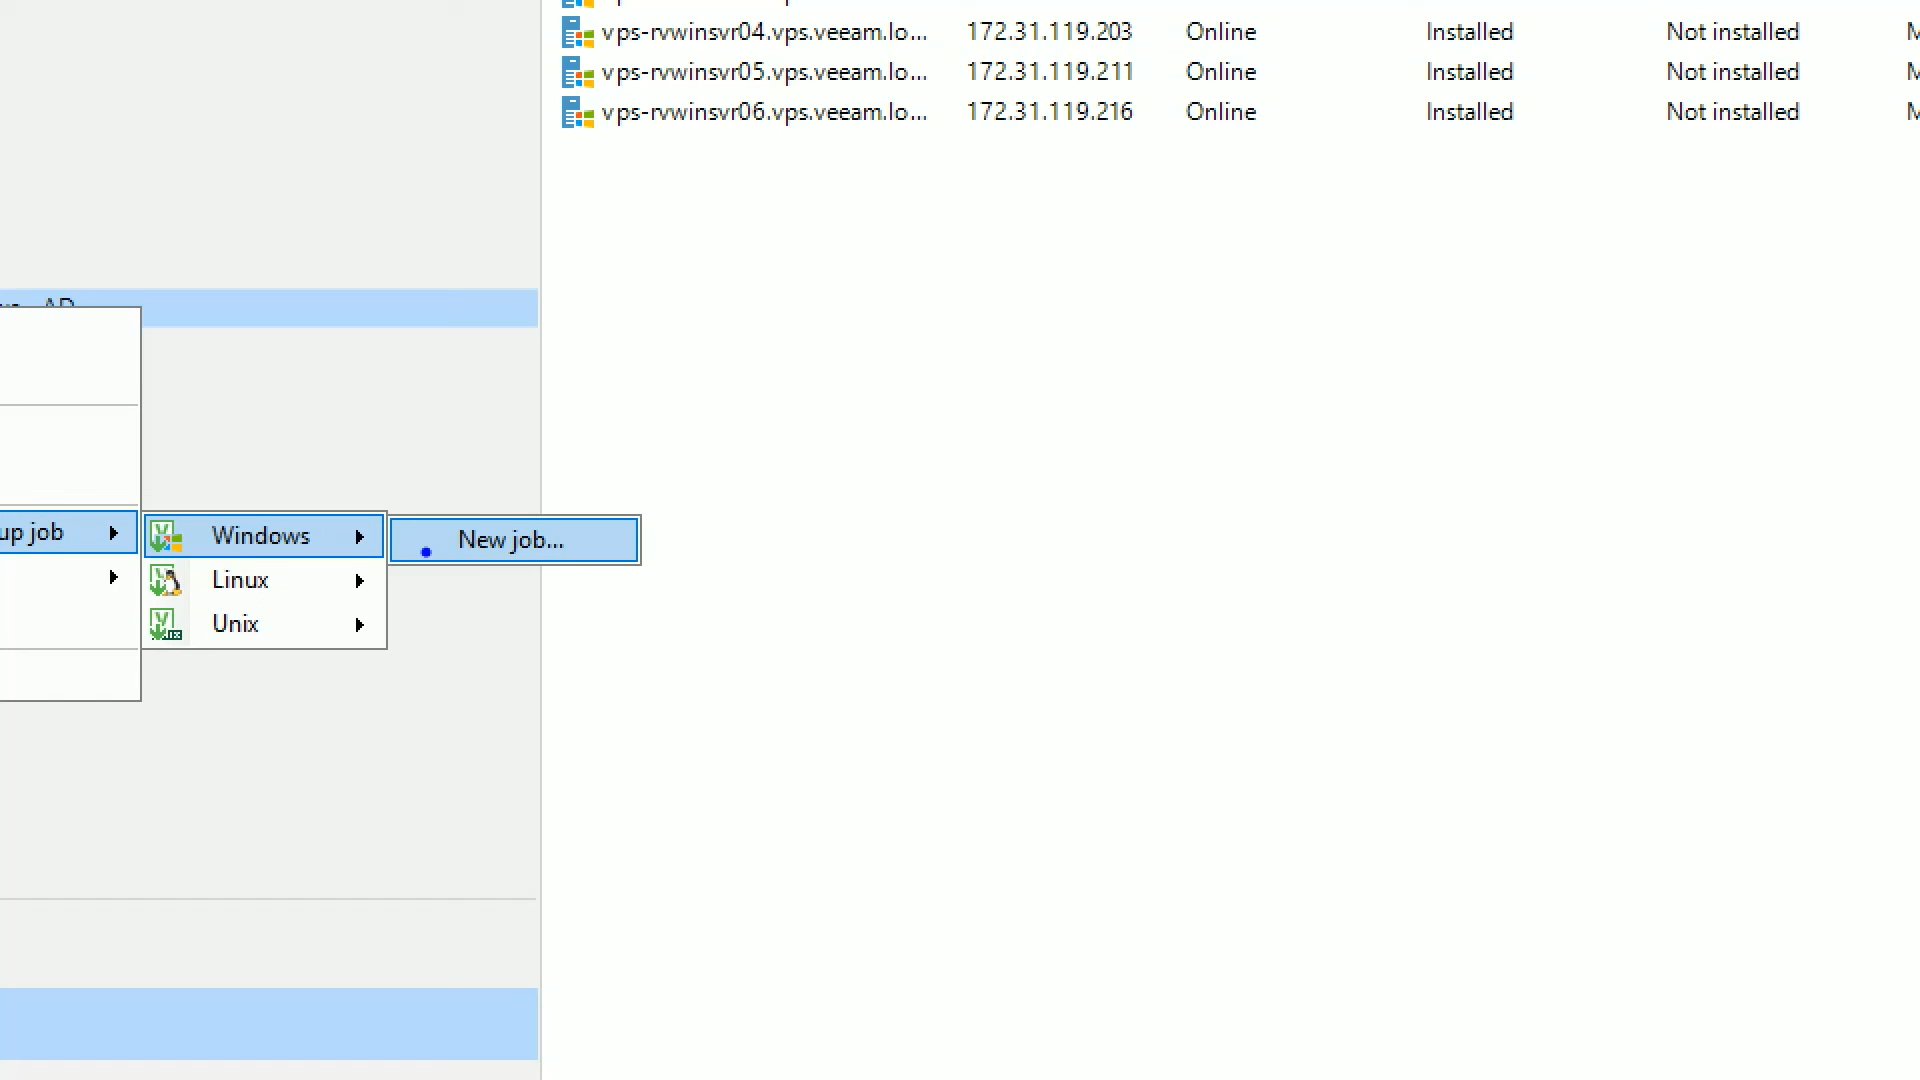 vps-rvwinsvr04.vps.veeam.lo... 172.31.119.203 Online Installed Not installed M
vps-rvwinsvr05.vps.veeam.lo... 172.31.119.211 Online Installed Not installed M
vps-rvwinsvr06.vps.veeam.lo... 172.31.119.216 Online Installed Not installed M
AD
up job
Windows
New job...
Linux
Unix